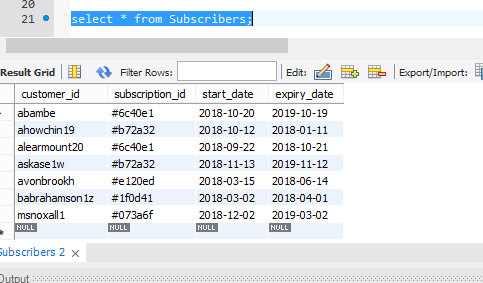 20
21 select * from Subscribers;
Result Grid Filter Rows: Edit: Export/Import:
customer_id subscription_id start_date expiry_date
abambe #6c40e1 2018-10-20 2019-10-19
ahowchin19 #b72a32 2018-10-12 2018-01-11
alearmount20 #6c40e1 2018-09-22 2018-10-21
askase1w #b72a32 2018-11-13 2019-11-12
avonbrookh #e120ed 2018-03-15 2018-06-14
babrahamson1z #1f0d41 2018-03-02 2018-04-01
msnoxall1 #073a6f 2018-12-02 2019-03-02
NULL NULL NULL NULL
Subscribers 2
Output